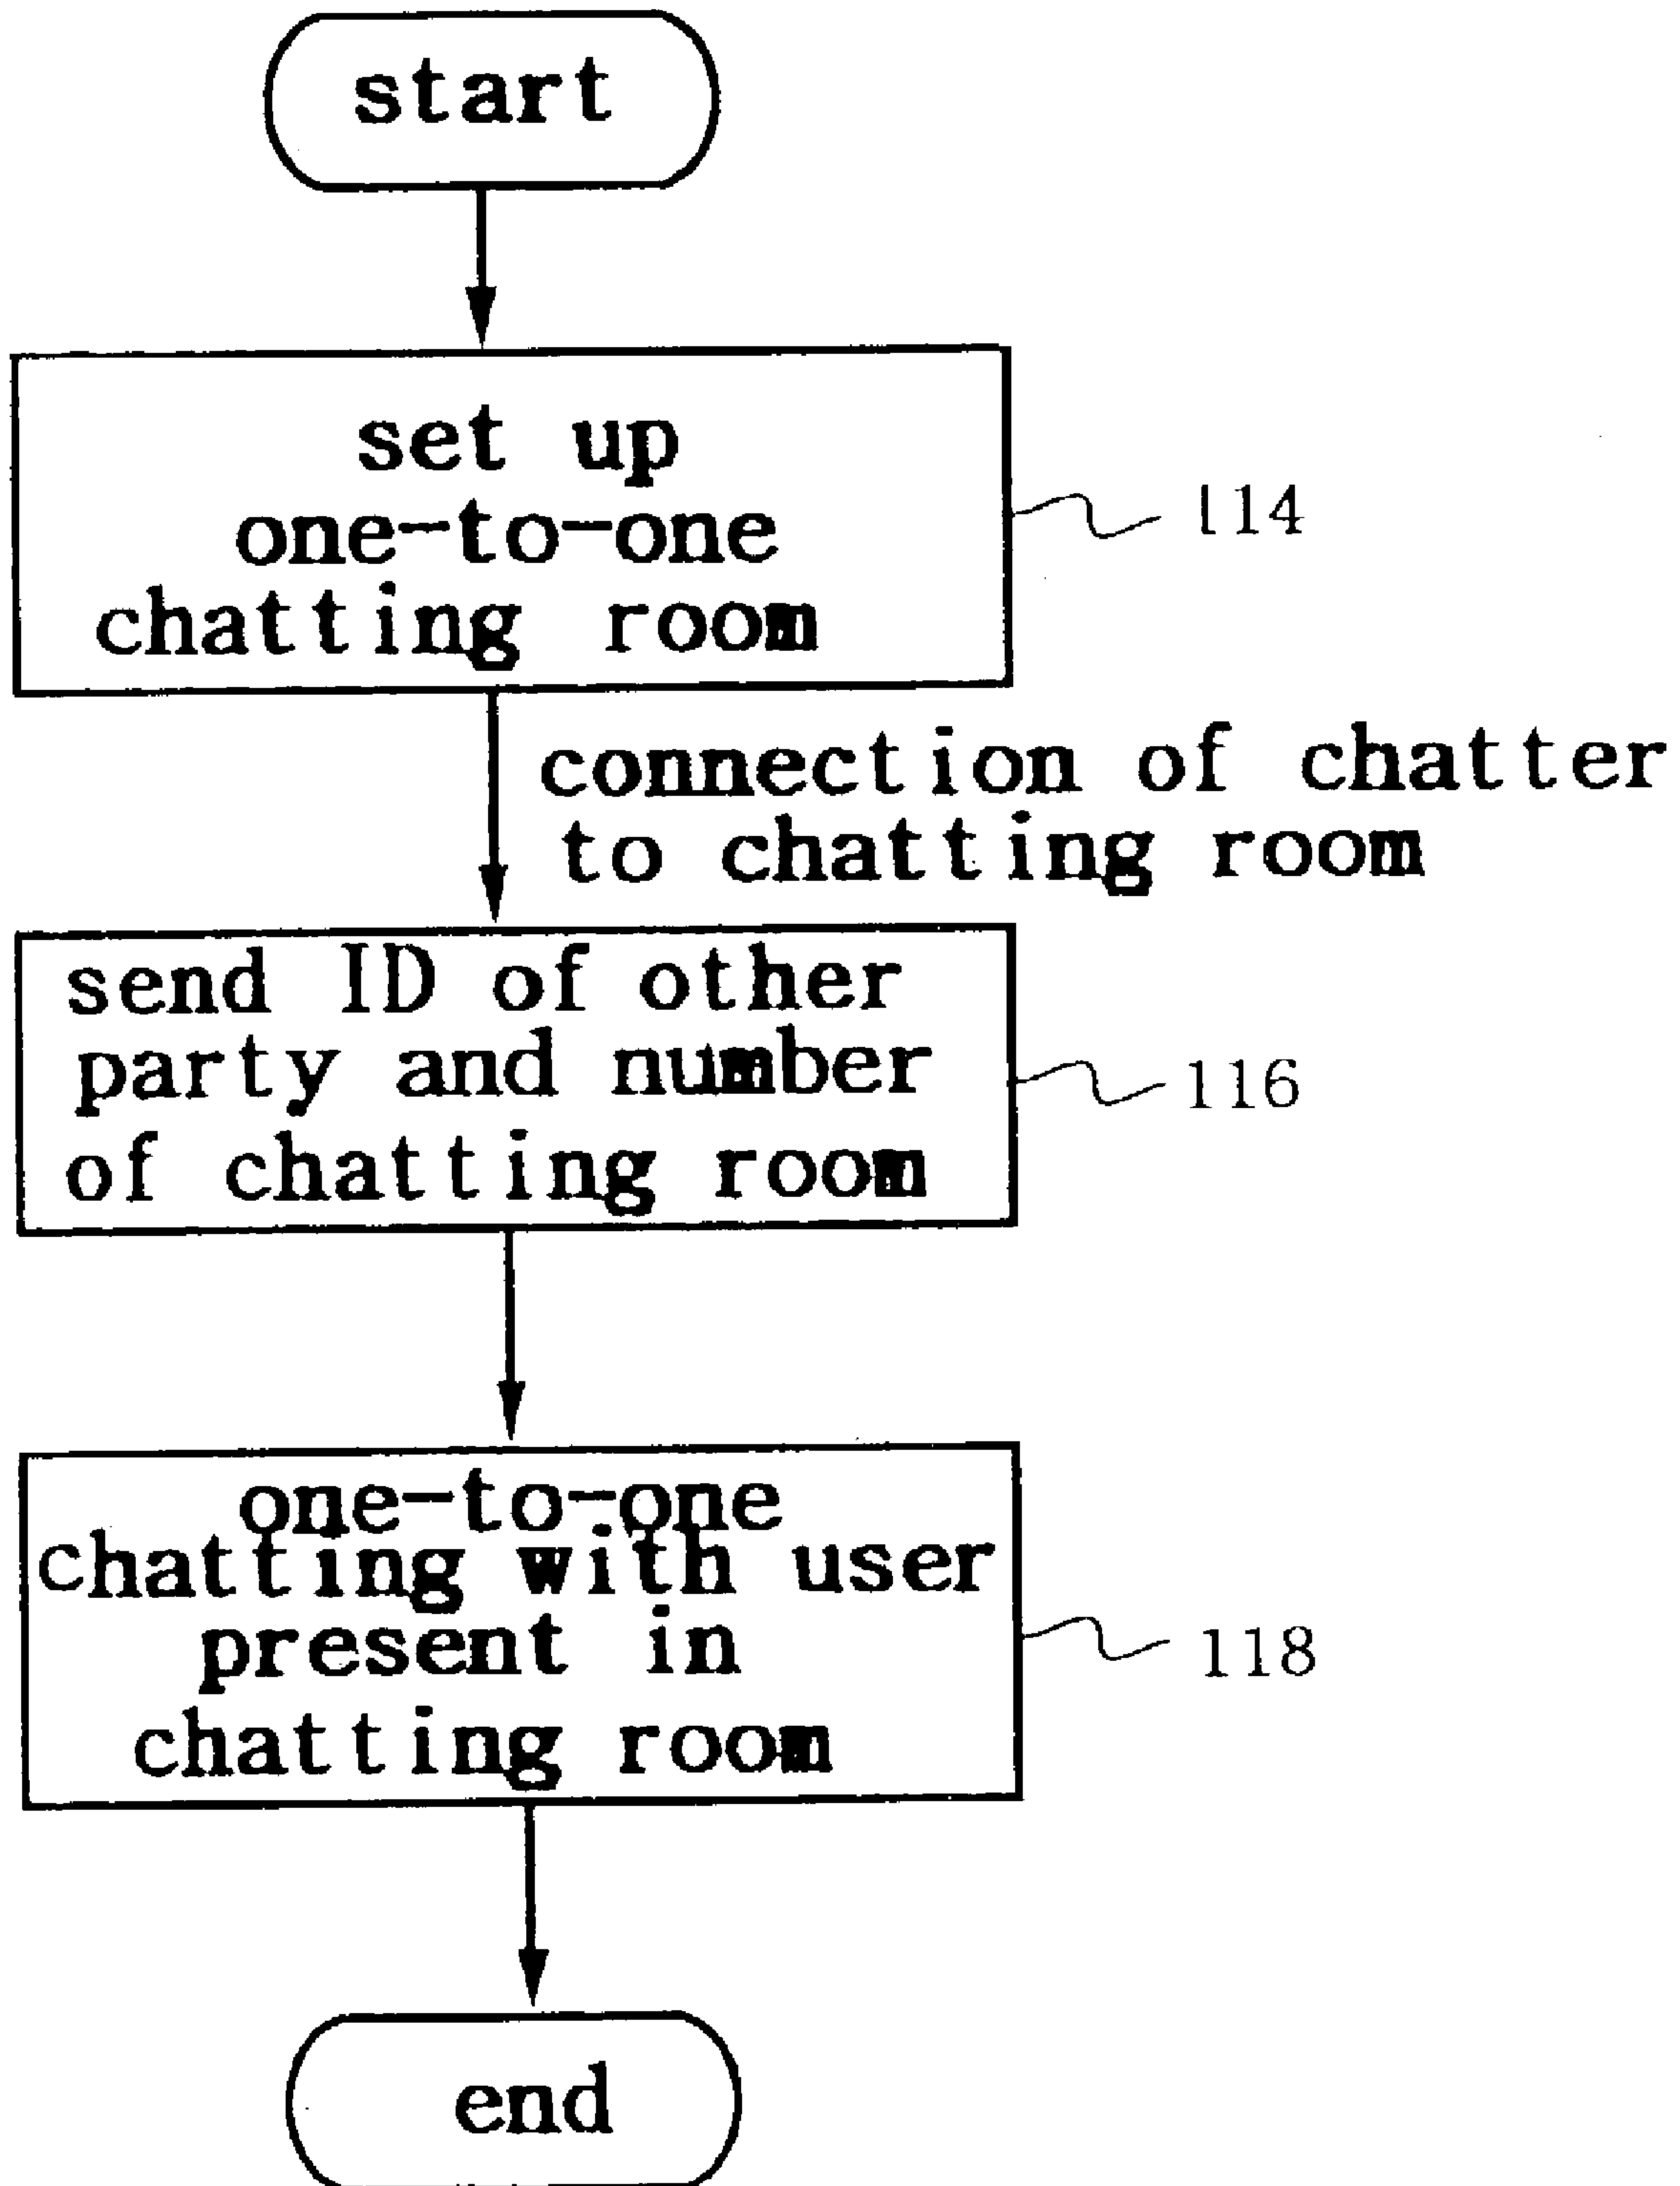 start
set up
one-to-one
chatting room
114
connection of chatter
to chatting room
send ID of other
party and number
of chatting room
116
one-to-one
chatting with user
present in
chatting room
118
end